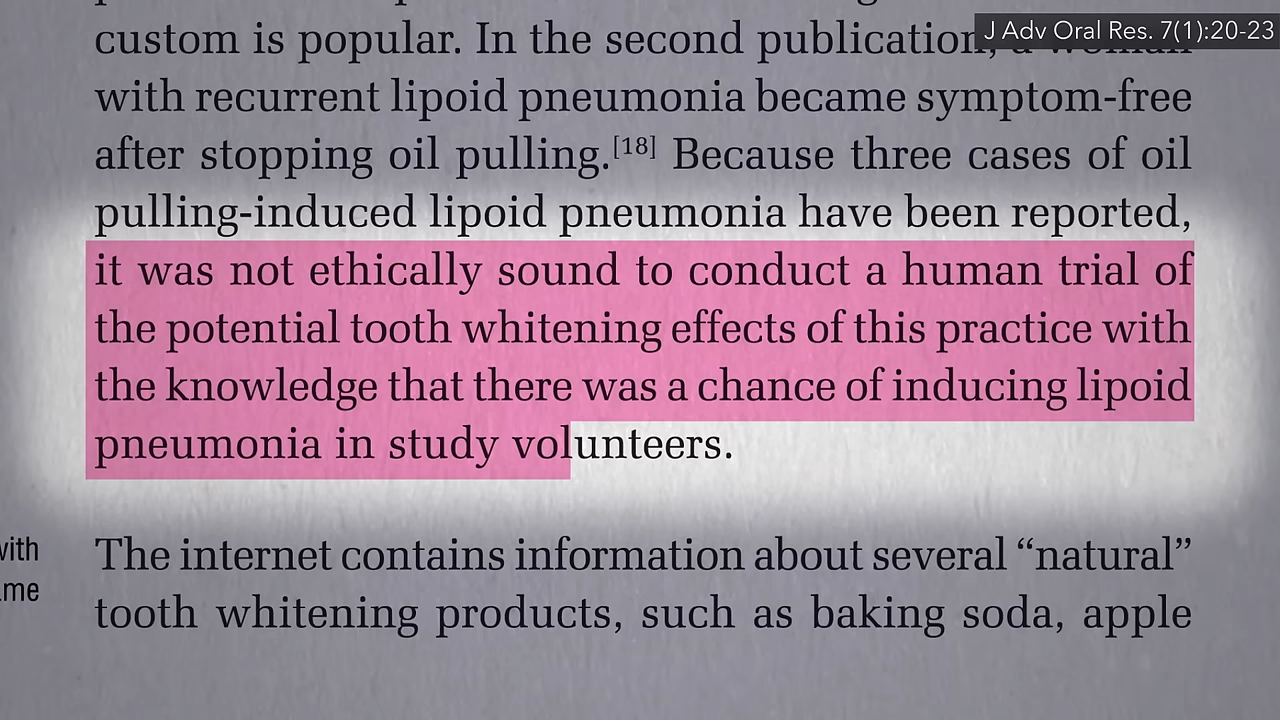 J Adv Oral Res. 7(1):20-23
custom is popular. In the second publication, a woman
with recurrent lipoid pneumonia became symptom-free
after stopping oil pulling.[18] Because three cases of oil
pulling-induced lipoid pneumonia have been reported,
it was not ethically sound to conduct a human trial of
the potential tooth whitening effects of this practice with
the knowledge that there was a chance of inducing lipoid
pneumonia in study volunteers.
The internet contains information about several “natural”
tooth whitening products, such as baking soda, apple
with